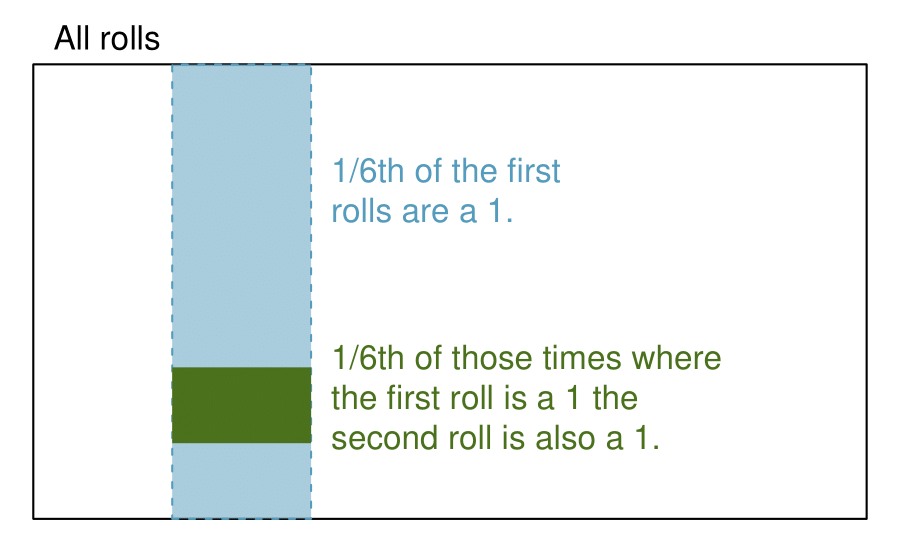 All rolls
1/6th of the first
rolls are a 1.
1/6th of those times where
the first roll is a 1 the
second roll is also a 1.